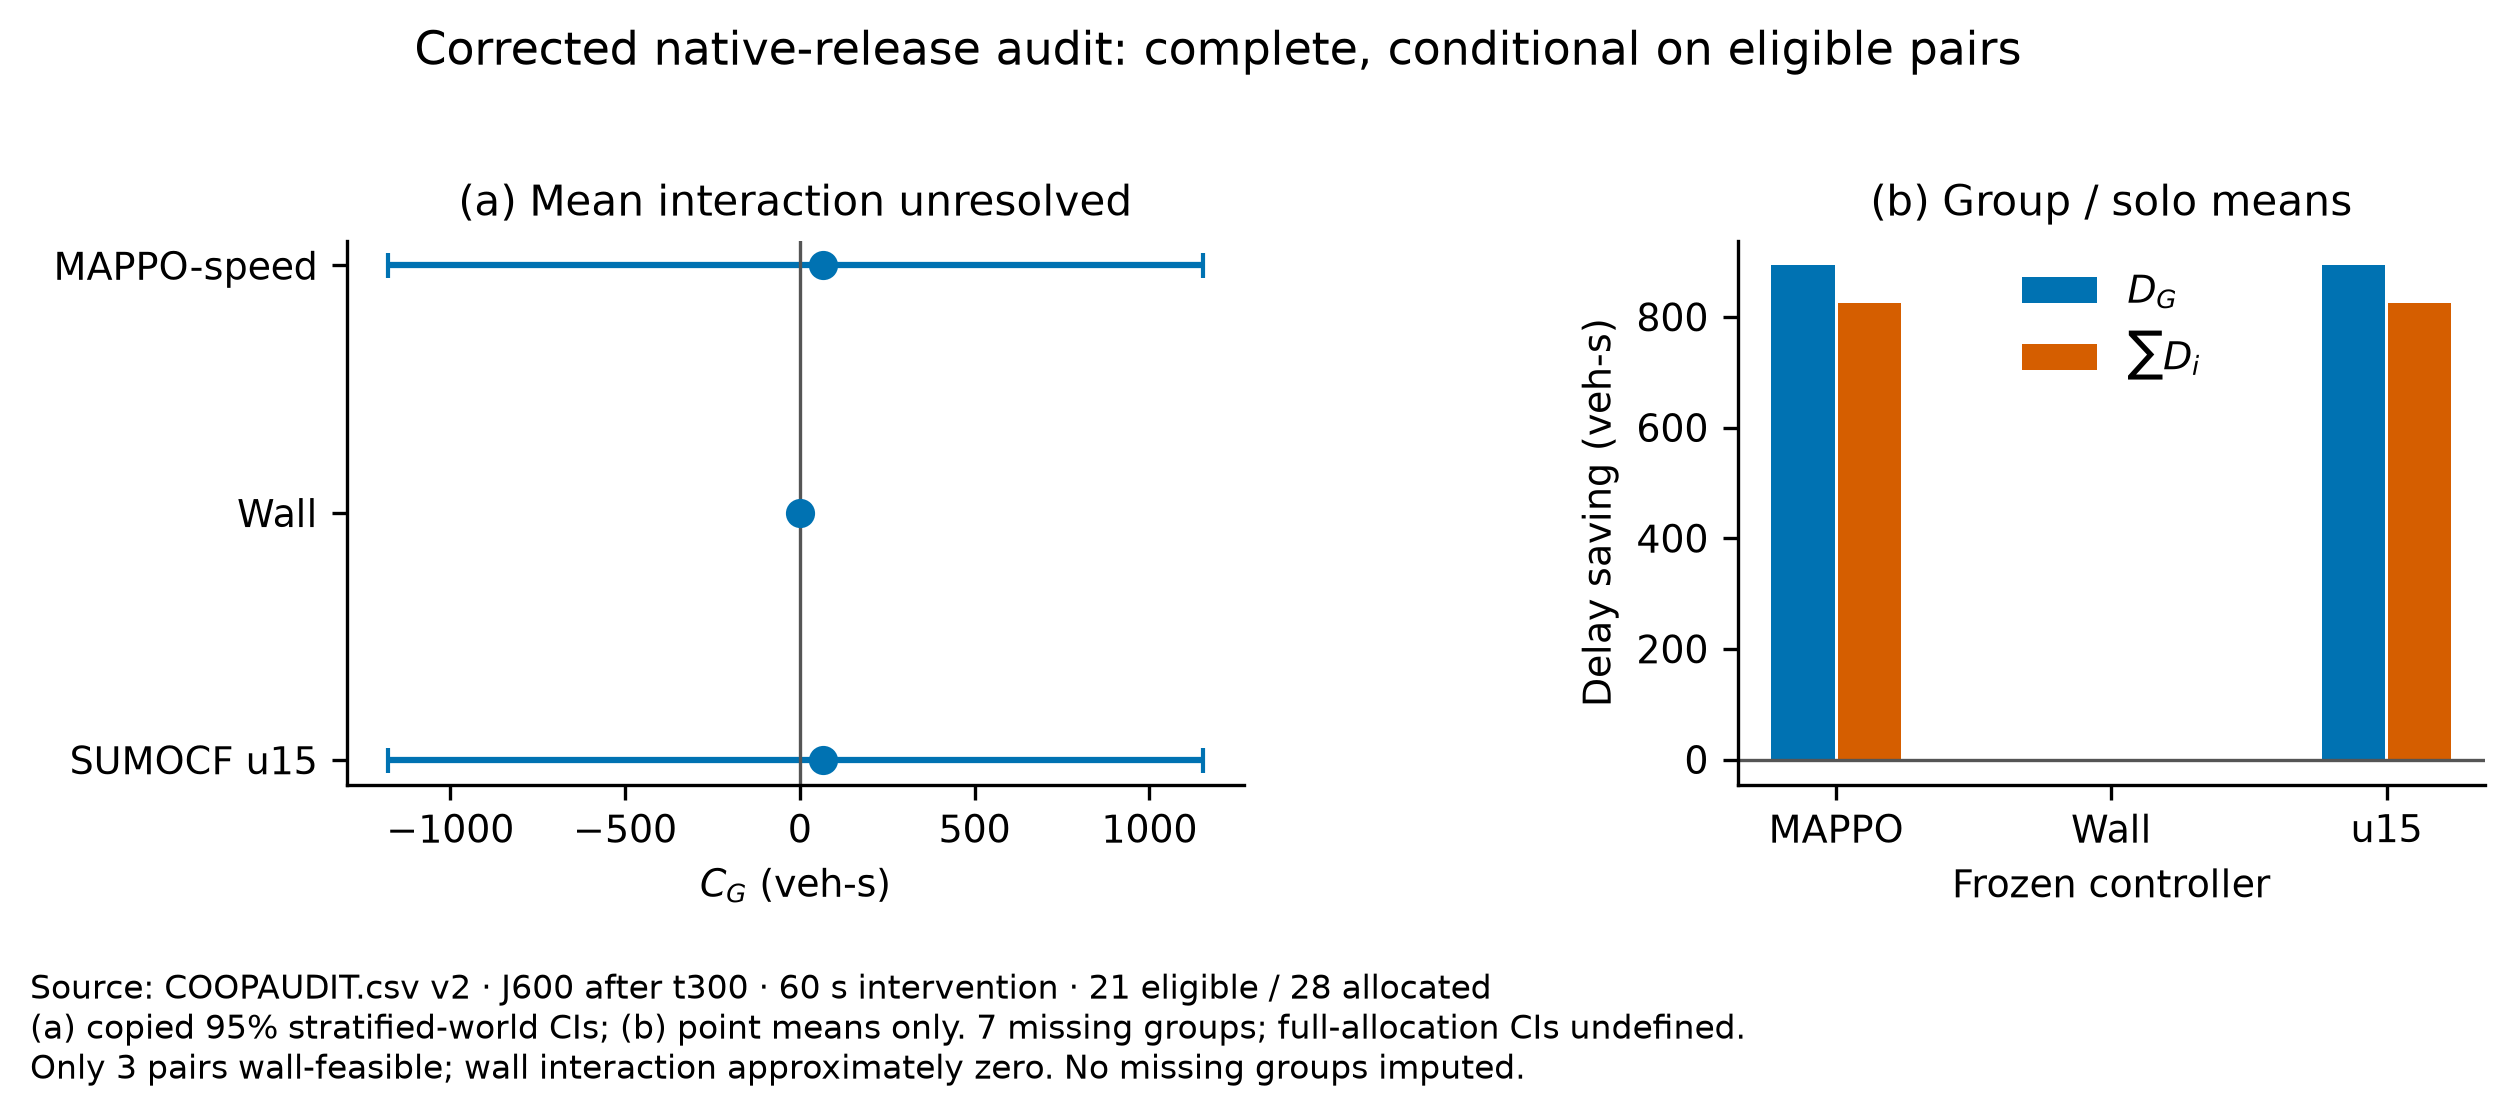 Corrected native-release audit: complete, conditional on eligible pairs
(a) Mean interaction unresolved
MAPPO-speed
Wall
SUMOCF u15
−1000 −500 0 500 1000
C_G (veh-s)
(b) Group / solo means
D_G
∑D_i
Delay saving (veh-s)
800
600
400
200
0
MAPPO Wall u15
Frozen controller
Source: COOPAUDIT.csv v2 · J600 after t300 · 60 s intervention · 21 eligible / 28 allocated
(a) copied 95% stratified-world CIs; (b) point means only. 7 missing groups; full-allocation CIs undefined.
Only 3 pairs wall-feasible; wall interaction approximately zero. No missing groups imputed.